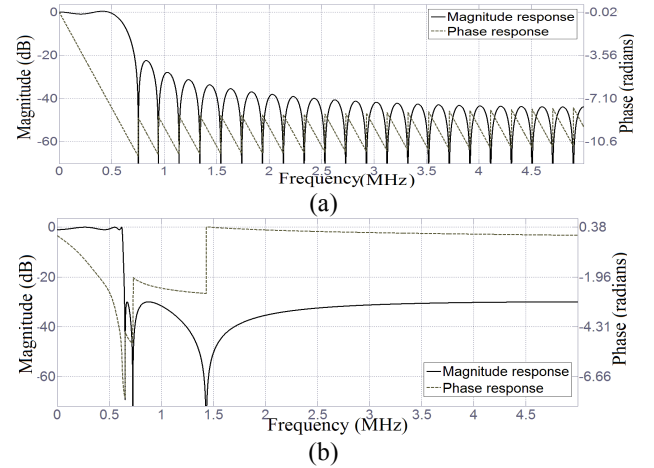 0
-20
-40
-60
Magnitude (dB)
Magnitude response
Phase response
-0.02
-3.56
-7.10
-10.6
Phase (radians)
0 0.5 1 1.5 2 2.5 3 3.5 4 4.5
Frequency(MHz)
(a)
0
-20
-40
-60
Magnitude (dB)
0.38
-1.96
-4.31
-6.66
Phase (radians)
Magnitude response
Phase response
0 0.5 1 1.5 2 2.5 3 3.5 4 4.5
Frequency (MHz)
(b)